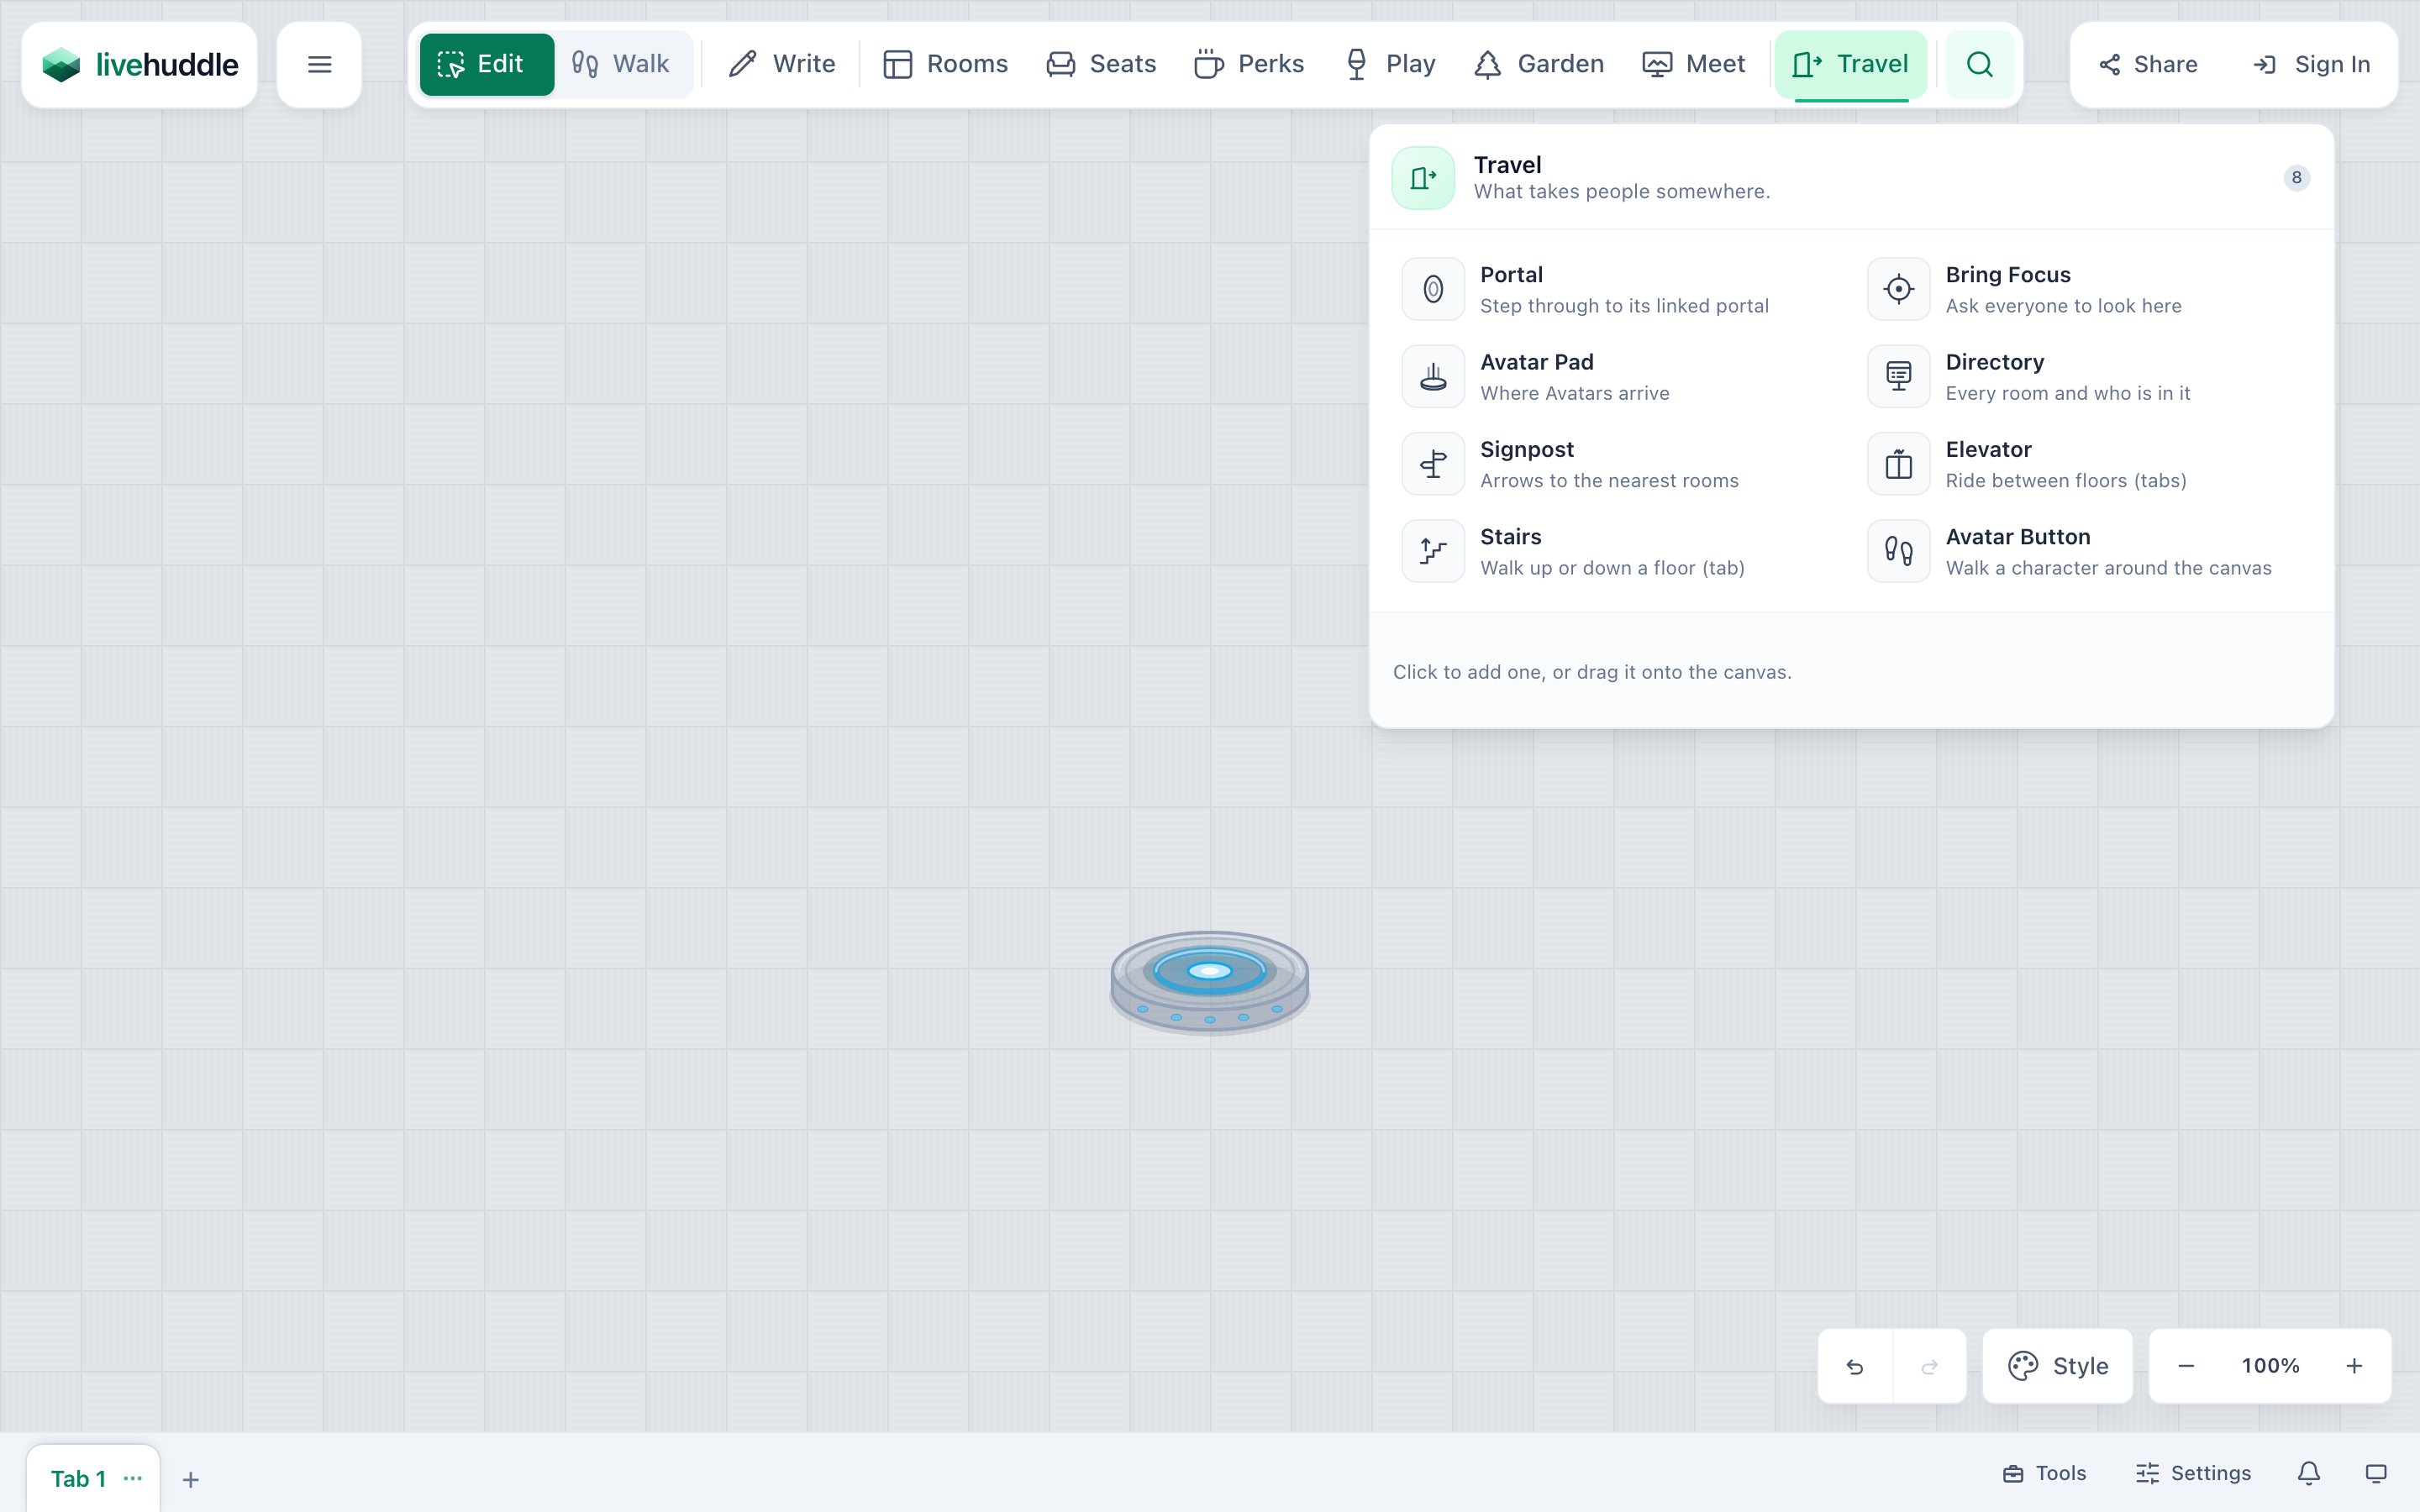 livehuddle
Edit
Walk
Write
Rooms
Seats
Perks
Play
Garden
Meet
Travel
Share
Sign In
Travel
What takes people somewhere.
8
Portal
Step through to its linked portal
Bring Focus
Ask everyone to look here
Avatar Pad
Where Avatars arrive
Directory
Every room and who is in it
Signpost
Arrows to the nearest rooms
Elevator
Ride between floors (tabs)
Stairs
Walk up or down a floor (tab)
Avatar Button
Walk a character around the canvas
Click to add one, or drag it onto the canvas.
Style
100%
Tab 1
Tools
Settings